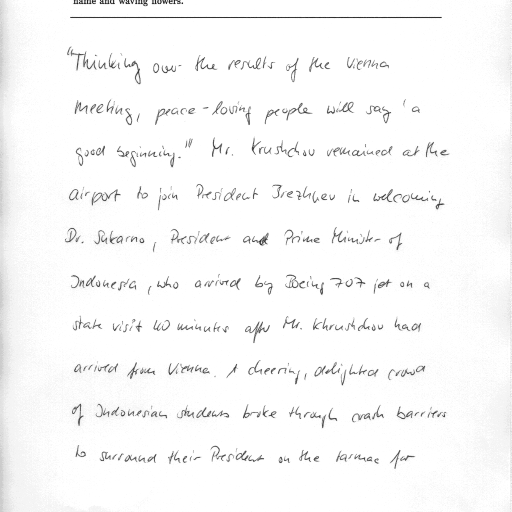 name and waving flowers.
"Thinking over the results of the Vienna
meeting, peace-loving people will say 'a
good beginning.'" Mr. Krushchov remained at the
airport to join President Brezhnev in welcoming
Dr. Sukarno, President and Prime Minister of
Indonesia, who arrived by Boeing 707 jet on a
state visit 40 minutes after Mr. Khrushchov had
arrived from Vienna. A cheering, delighted crowd
of Indonesian students broke through crash barriers
to surround their President on the tarmac for